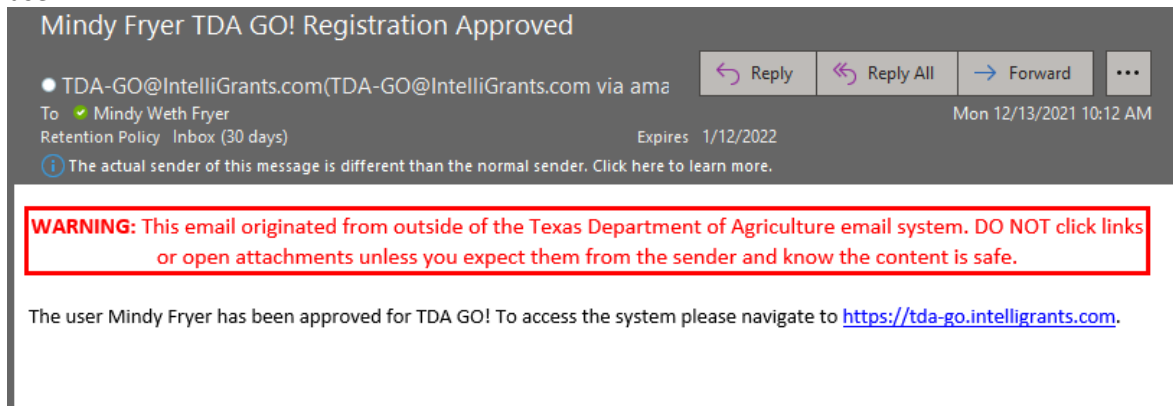 Mindy Fryer TDA GO! Registration Approved
TDA-GO@IntelliGrants.com(TDA-GO@IntelliGrants.com via ama
Reply
Reply All
Forward
To Mindy Weth Fryer
Mon 12/13/2021 10:12 AM
Retention Policy Inbox (30 days)
Expires 1/12/2022
The actual sender of this message is different than the normal sender. Click here to learn more.
WARNING: This email originated from outside of the Texas Department of Agriculture email system. DO NOT click links
or open attachments unless you expect them from the sender and know the content is safe.
The user Mindy Fryer has been approved for TDA GO! To access the system please navigate to https://tda-go.intelligrants.com.